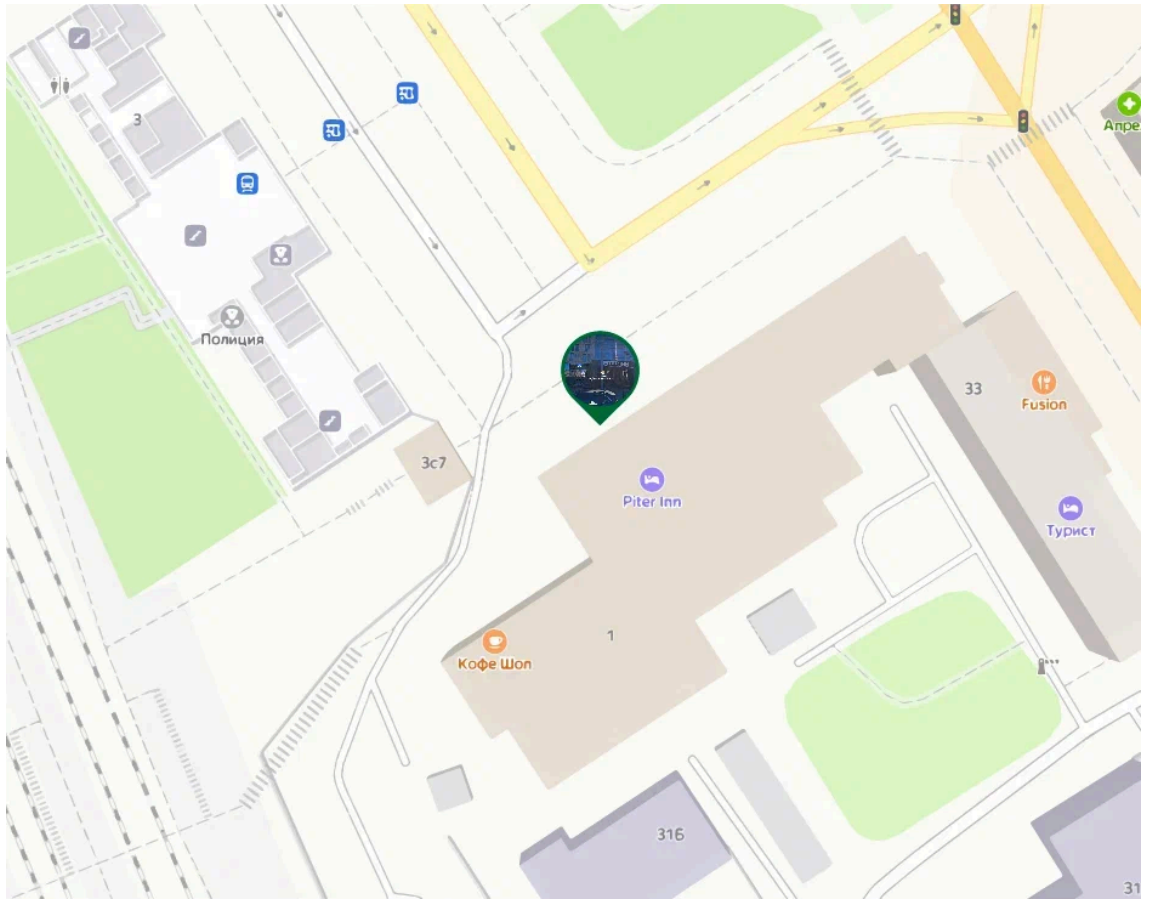 3
Апре
Полиция
33
Fusion
3с7
Piter Inn
Турист
1
Кофе Шоп
31б
31